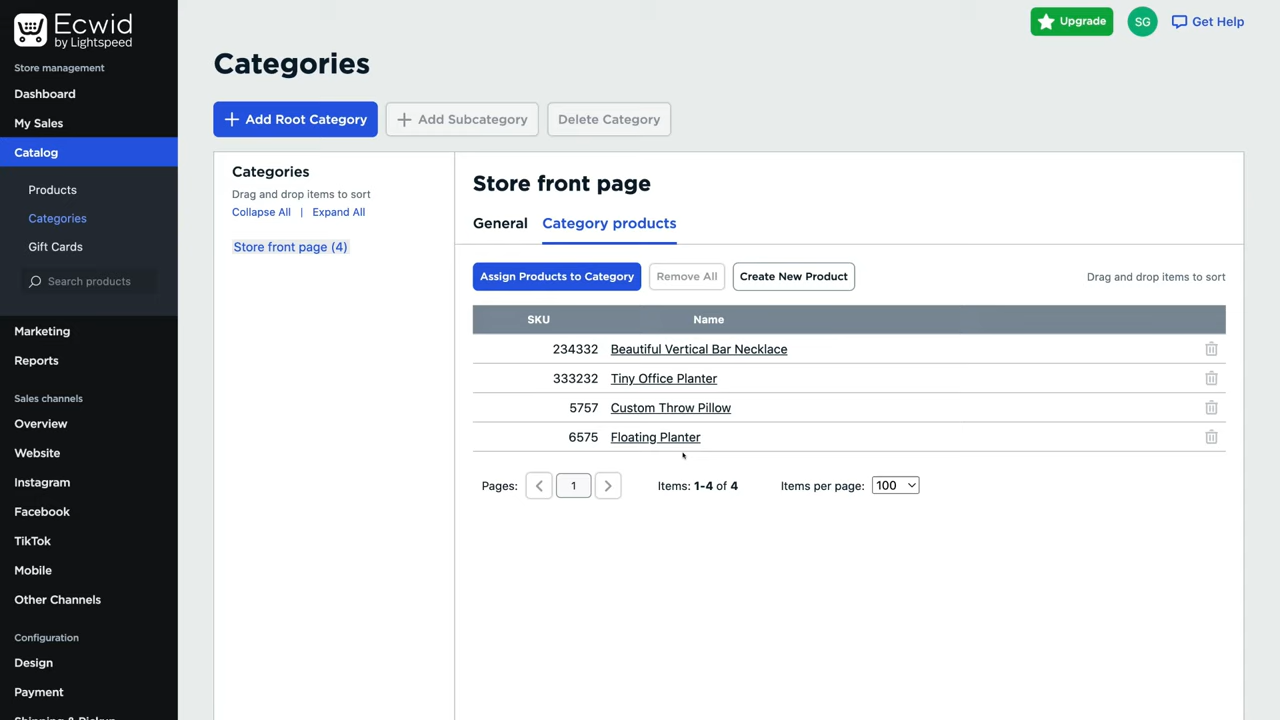 Ecwid
by Lightspeed
Store management
Dashboard
My Sales
Catalog
Products
Categories
Gift Cards
Search products
Marketing
Reports
Sales channels
Overview
Website
Instagram
Facebook
TikTok
Mobile
Other Channels
Configuration
Design
Payment
Upgrade
SG
Get Help
Categories
+ Add Root Category
+ Add Subcategory
Delete Category
Categories
Drag and drop items to sort
Collapse All | Expand All
Store front page (4)
Store front page
General Category products
Assign Products to Category Remove All Create New Product Drag and drop items to sort
SKU Name
234332 Beautiful Vertical Bar Necklace
333232 Tiny Office Planter
5757 Custom Throw Pillow
6575 Floating Planter
Pages: 1 Items: 1-4 of 4 Items per page: 100